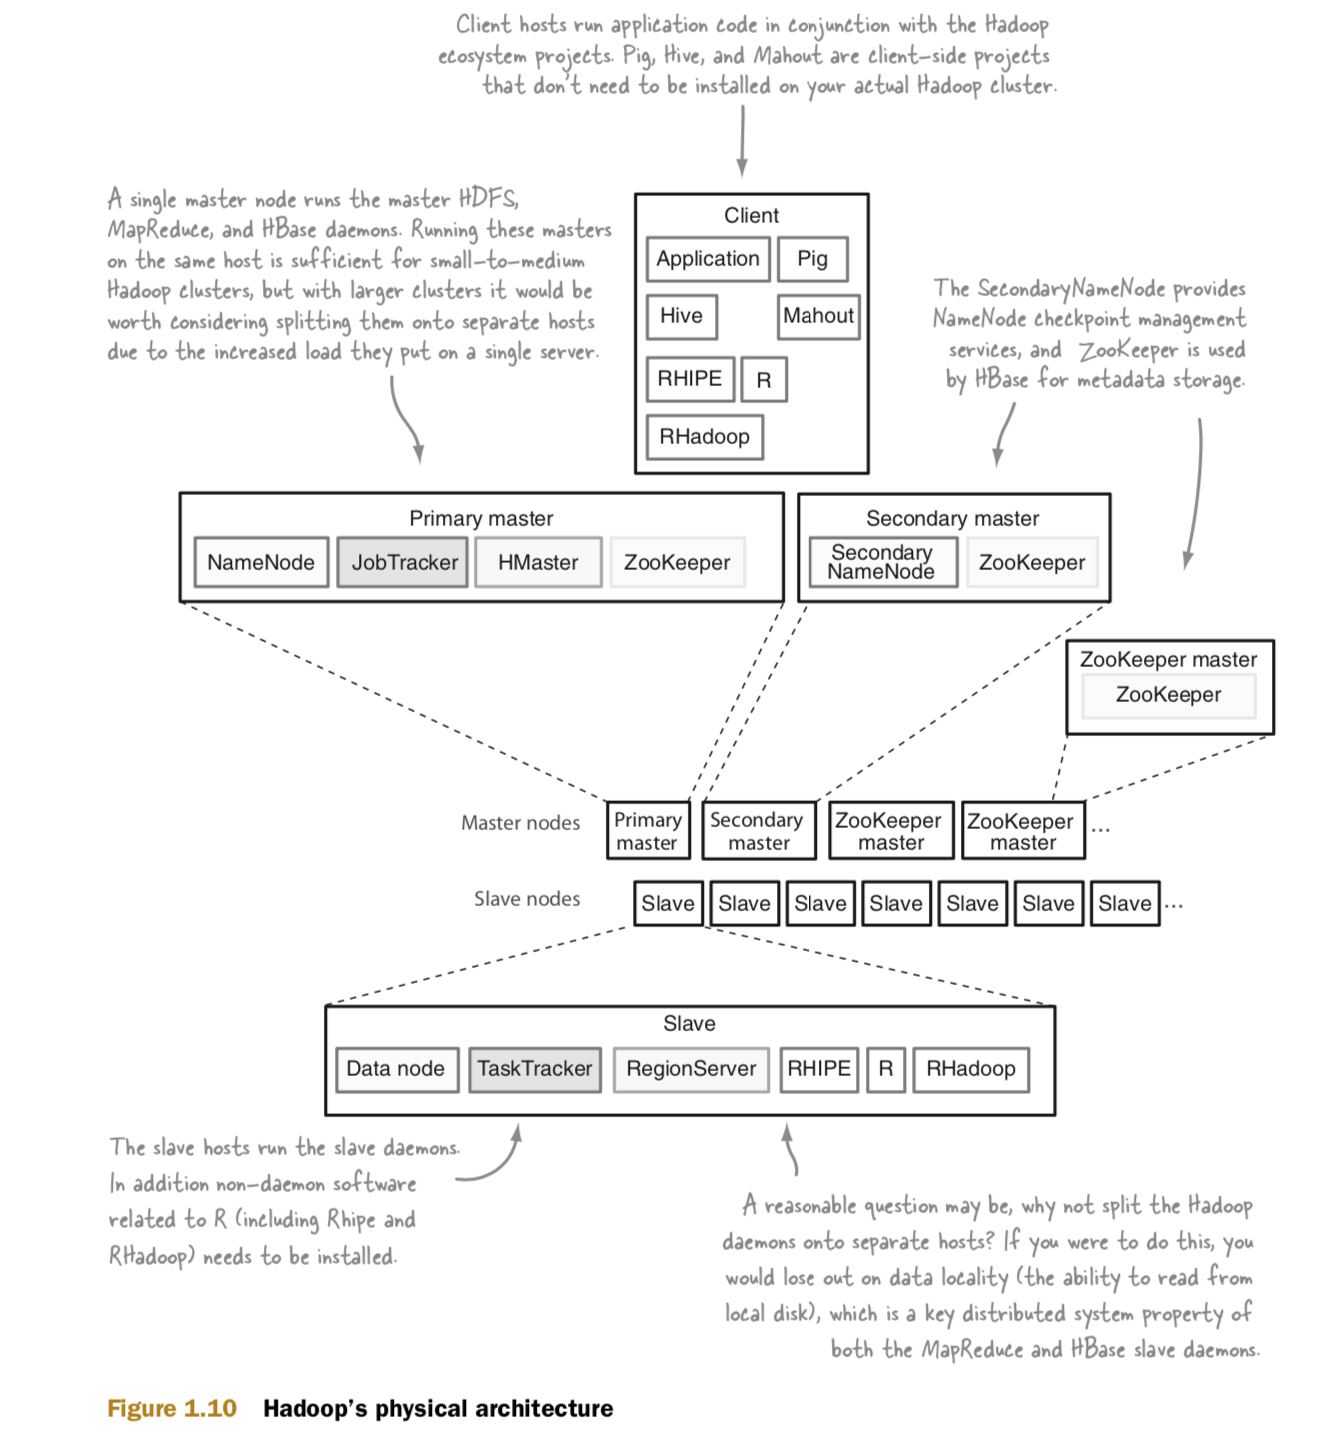 Client hosts run application code in conjunction with the Hadoop
ecosystem projects. Pig, Hive, and Mahout are client-side projects
that don't need to be installed on your actual Hadoop cluster.
A single master node runs the master HDFS,
MapReduce, and HBase daemons. Running these masters
on the same host is sufficient for small-to-medium
Hadoop clusters, but with larger clusters it would be
worth considering splitting them onto separate hosts
due to the increased load they put on a single server.
Client
Application
Pig
Hive
Mahout
RHIPE
R
RHadoop
The SecondaryNameNode provides
NameNode checkpoint management
services, and ZooKeeper is used
by HBase for metadata storage.
Primary master
NameNode
JobTracker
HMaster
ZooKeeper
Secondary master
Secondary
NameNode
ZooKeeper
ZooKeeper master
ZooKeeper
Master nodes
Primary
master
Secondary
master
ZooKeeper
master
ZooKeeper
master
...
Slave nodes
Slave
Slave
Slave
Slave
Slave
Slave
Slave
...
Slave
Data node
TaskTracker
RegionServer
RHIPE
R
RHadoop
The slave hosts run the slave daemons.
In addition non-daemon software
related to R (including Rhipe and
RHadoop) needs to be installed.
A reasonable question may be, why not split the Hadoop
daemons onto separate hosts? If you were to do this, you
would lose out on data locality (the ability to read from
local disk), which is a key distributed system property of
both the MapReduce and HBase slave daemons.
Figure 1.10 Hadoop's physical architecture